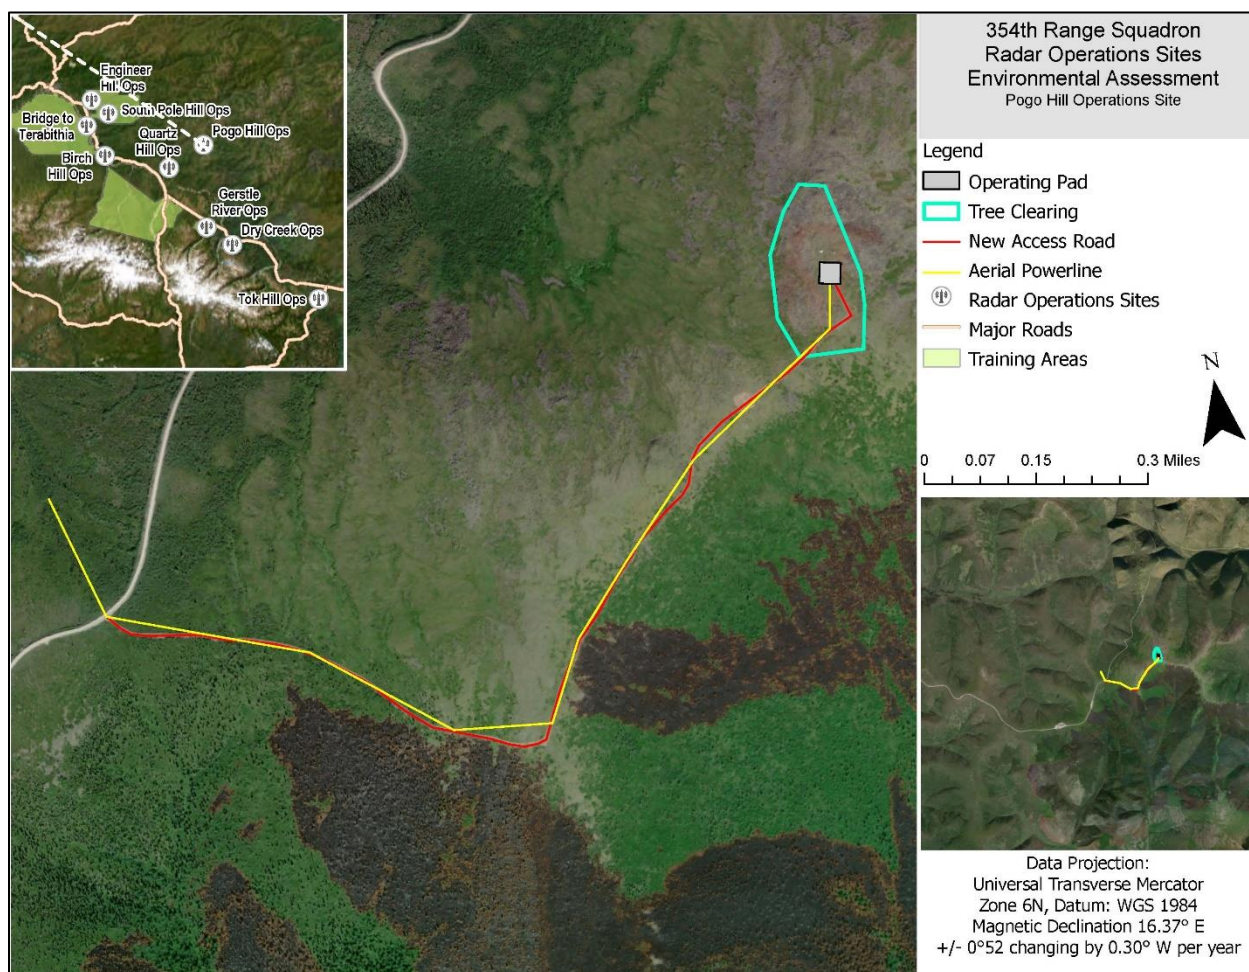 354th Range Squadron
Radar Operations Sites
Environmental Assessment
Pogo Hill Operations Site
Legend
Operating Pad
Tree Clearing
New Access Road
Aerial Powerline
Radar Operations Sites
Major Roads
Training Areas
N
0 0.07 0.15 0.3 Miles
Data Projection:
Universal Transverse Mercator
Zone 6N, Datum: WGS 1984
Magnetic Declination 16.37° E
+/- 0°52 changing by 0.30° W per year
Engineer
Hill Ops
South Pole Hill Ops
Bridge to
Terabithia
Quartz
Hill Ops
Pogo Hill Ops
Birch
Hill Ops
Gerstle
River Ops
Dry Creek Ops
Tok Hill Ops